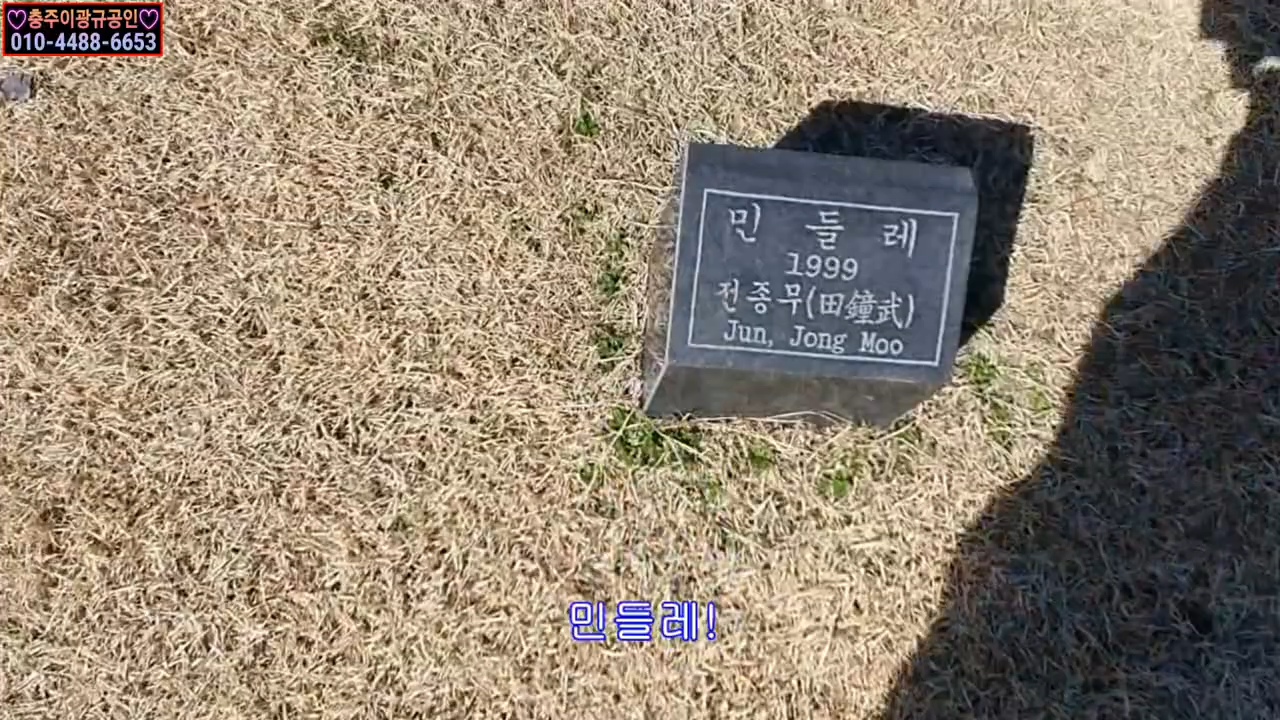 ♡충주이광규공인♡
010-4488-6653
민 들 레
1999
전종무(田鐘武)
Jun, Jong Moo
민들레!